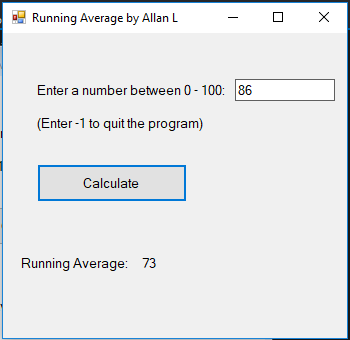 Running Average by Allan L
Enter a number between 0 - 100: 86
(Enter -1 to quit the program)
Calculate
Running Average: 73